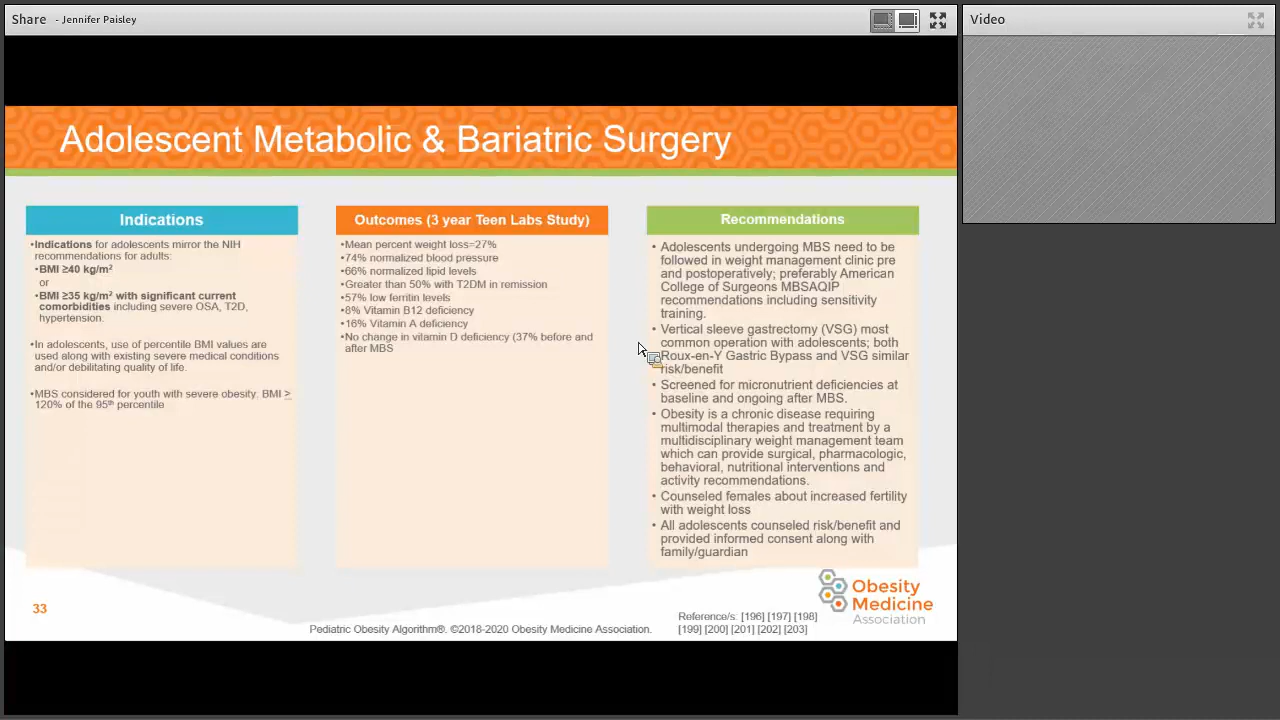 Share - Jennifer Paisley
Video
Adolescent Metabolic & Bariatric Surgery
Indications
•Indications for adolescents mirror the NIH
recommendations for adults:
•BMI ≥40 kg/m²
or
•BMI ≥35 kg/m² with significant current
comorbidities including severe OSA, T2D,
hypertension.
•In adolescents, use of percentile BMI values are
used along with existing severe medical conditions
and/or debilitating quality of life.
•MBS considered for youth with severe obesity. BMI >
120% of the 95th percentile
Outcomes (3 year Teen Labs Study)
•Mean percent weight loss=27%
•74% normalized blood pressure
•66% normalized lipid levels
•Greater than 50% with T2DM in remission
•57% low ferritin levels
•8% Vitamin B12 deficiency
•16% Vitamin A deficiency
•No change in vitamin D deficiency (37% before and
after MBS
Recommendations
• Adolescents undergoing MBS need to be
followed in weight management clinic pre
and postoperatively; preferably American
College of Surgeons MBSAQIP
recommendations including sensitivity
training.
• Vertical sleeve gastrectomy (VSG) most
common operation with adolescents; both
Roux-en-Y Gastric Bypass and VSG similar
risk/benefit
• Screened for micronutrient deficiencies at
baseline and ongoing after MBS.
• Obesity is a chronic disease requiring
multimodal therapies and treatment by a
multidisciplinary weight management team
which can provide surgical, pharmacologic,
behavioral, nutritional interventions and
activity recommendations.
• Counseled females about increased fertility
with weight loss
• All adolescents counseled risk/benefit and
provided informed consent along with
family/guardian
33
Pediatric Obesity Algorithm®. ©2018-2020 Obesity Medicine Association.
Reference/s: [196] [197] [198]
[199] [200] [201] [202] [203]
Obesity
Medicine
Association